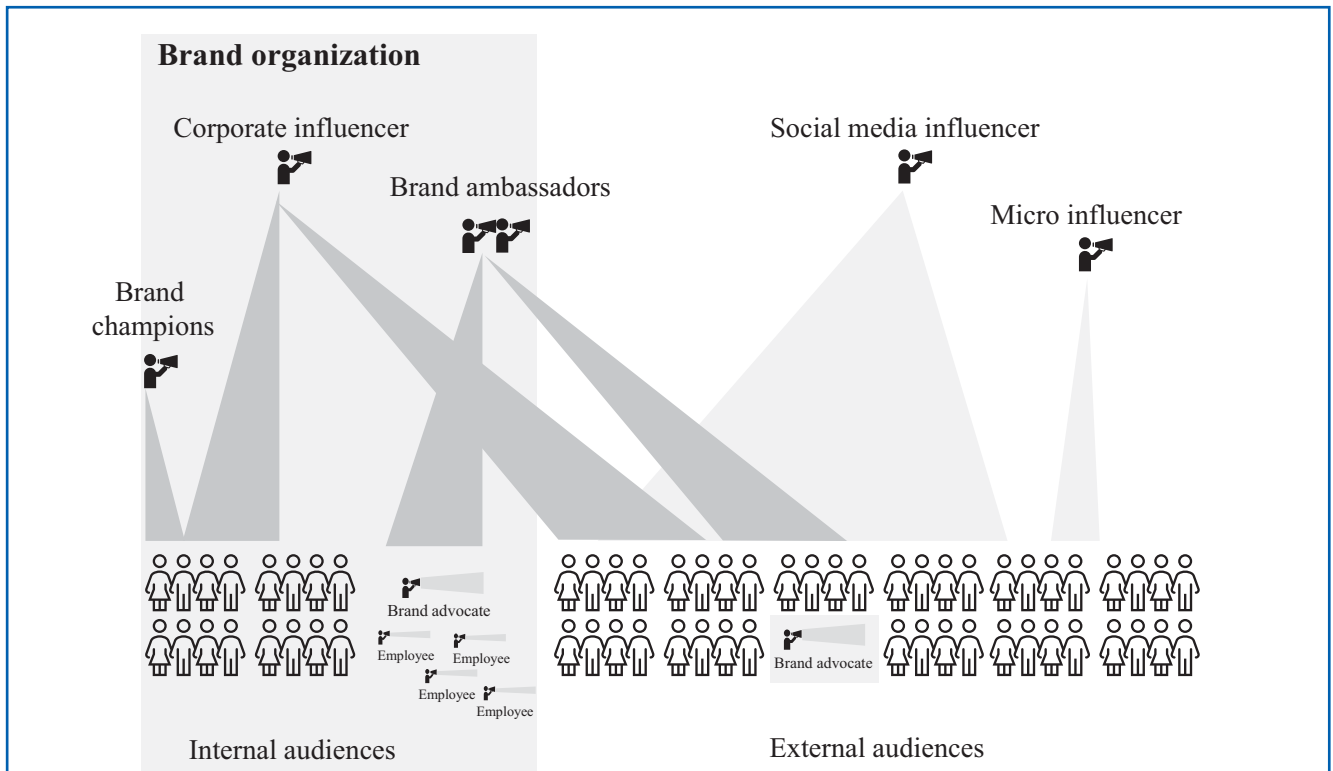 Brand organization
Corporate influencer
Social media influencer
Brand ambassadors
Micro influencer
Brand
champions
Brand advocate
Employee
Employee
Employee
Employee
Brand advocate
Internal audiences
External audiences